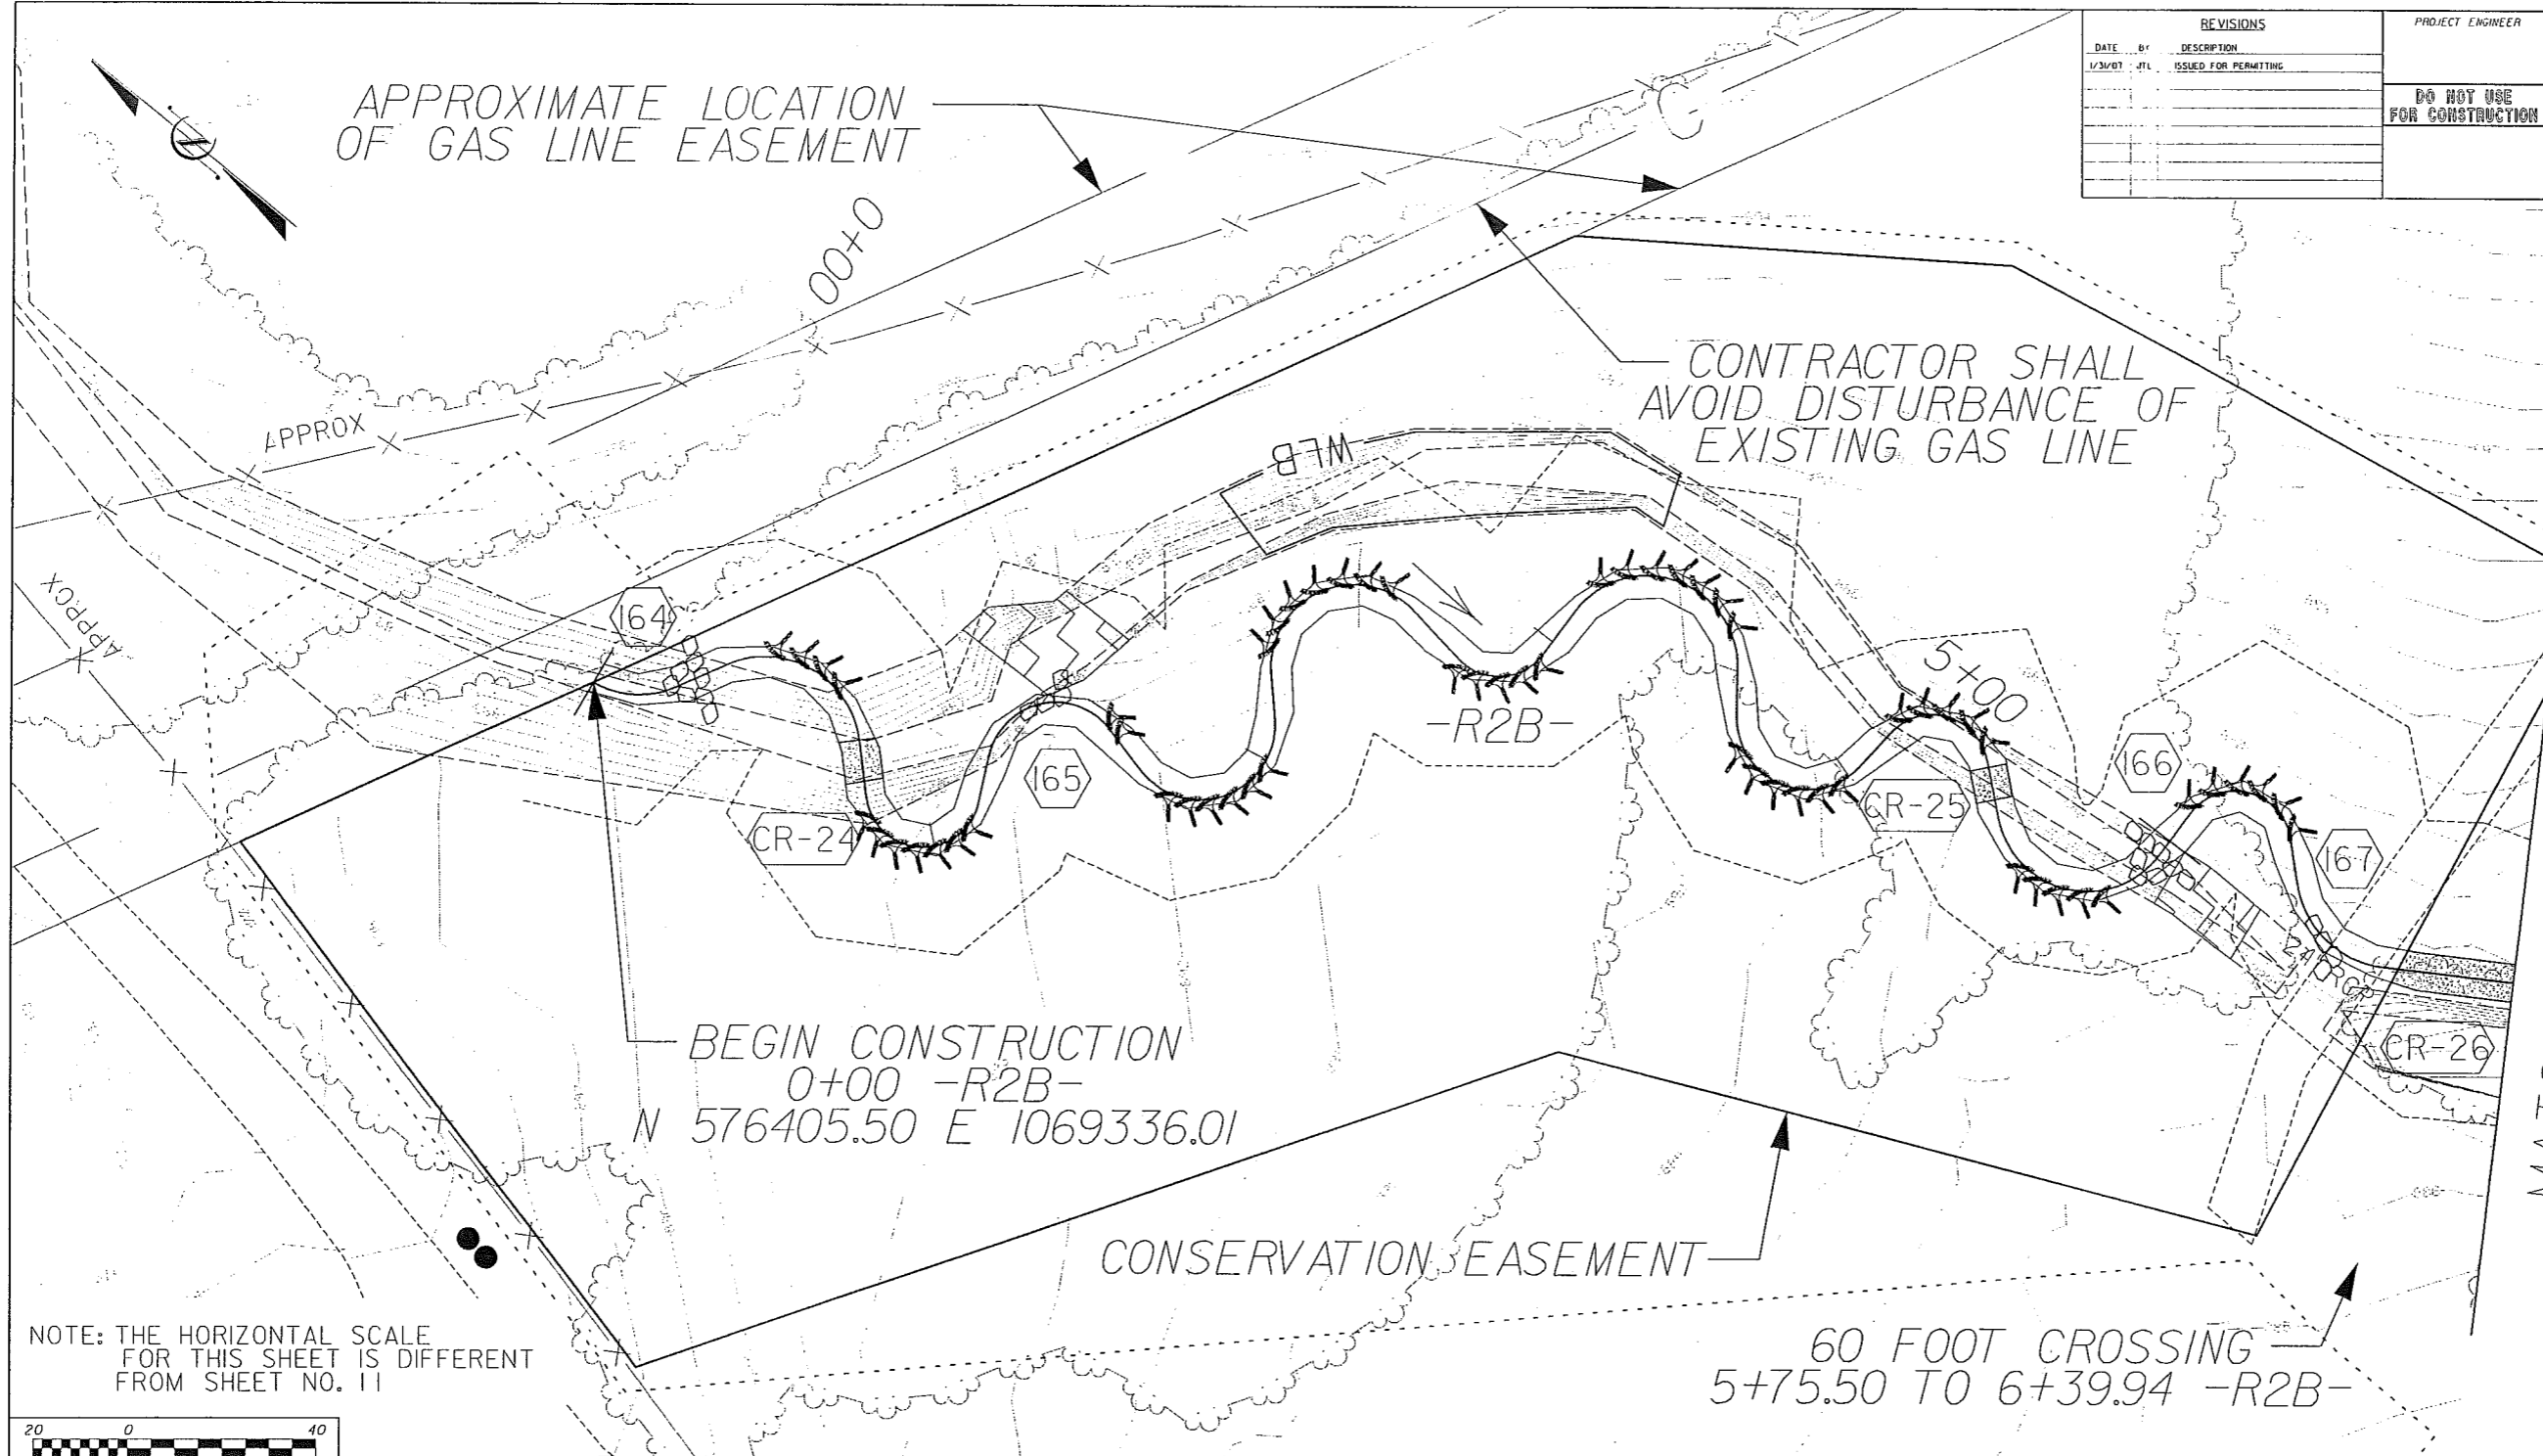 REVISIONS
DATE BY DESCRIPTION
1/31/07 JTL ISSUED FOR PERMITTING
PROJECT ENGINEER
DO NOT USE
FOR CONSTRUCTION
APPROXIMATE LOCATION
OF GAS LINE EASEMENT
0+00
G
N
APPROX
APPROX
CONTRACTOR SHALL
AVOID DISTURBANCE OF
EXISTING GAS LINE
WLB
164
165
CR-24
-R2B-
5+00
CR-25
166
167
CR-26
BEGIN CONSTRUCTION
0+00 -R2B-
N 576405.50 E 1069336.01
CONSERVATION EASEMENT
60 FOOT CROSSING
5+75.50 TO 6+39.94 -R2B-
NOTE: THE HORIZONTAL SCALE
FOR THIS SHEET IS DIFFERENT
FROM SHEET NO. 11
20 0 40